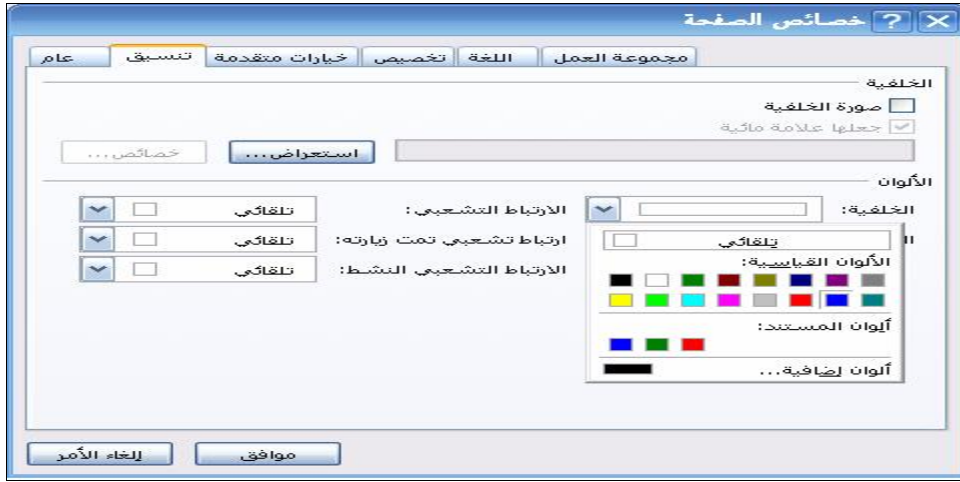 خصائص الصفحة
عام تنسيق خيارات متقدمة تخصيص اللغة مجموعة العمل
الخلفية
صورة الخلفية
جعلها علامة مائية
استعراض... خصائص...
الألوان
الخلفية: الارتباط التشعبي: تلقائي
ارتباط تشعبي تمت زيارته: تلقائي
الارتباط التشعبي النشط: تلقائي
تلقائي
الألوان القياسية:
ألوان المستند:
ألوان إضافية...
موافق إلغاء الأمر